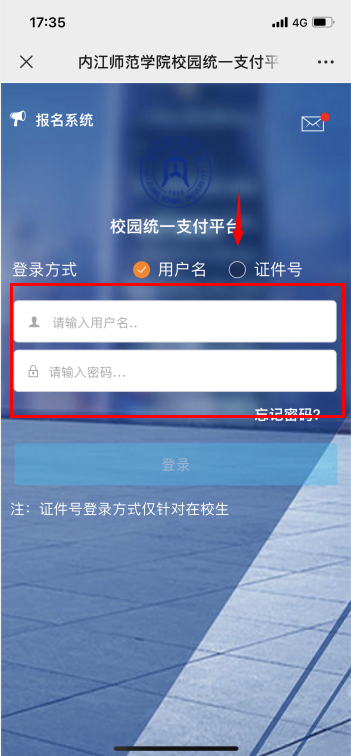 17:35
4G
内江师范学院校园统一支付平
报名系统
校园统一支付平台
登录方式 用户名 证件号
请输入用户名..
请输入密码...
忘记密码?
登录
注：证件号登录方式仅针对在校生